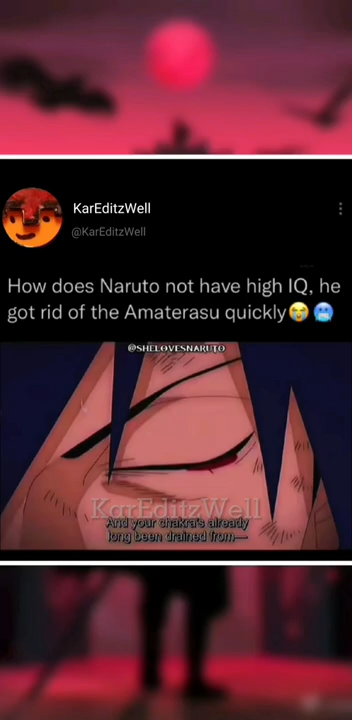 KarEditzWell
@KarEditzWell
How does Naruto not have high IQ, he
got rid of the Amaterasu quickly😭🥶
@SHELOVESNARUTO
KarEditzWell
And your chakra's already
long been drained from—